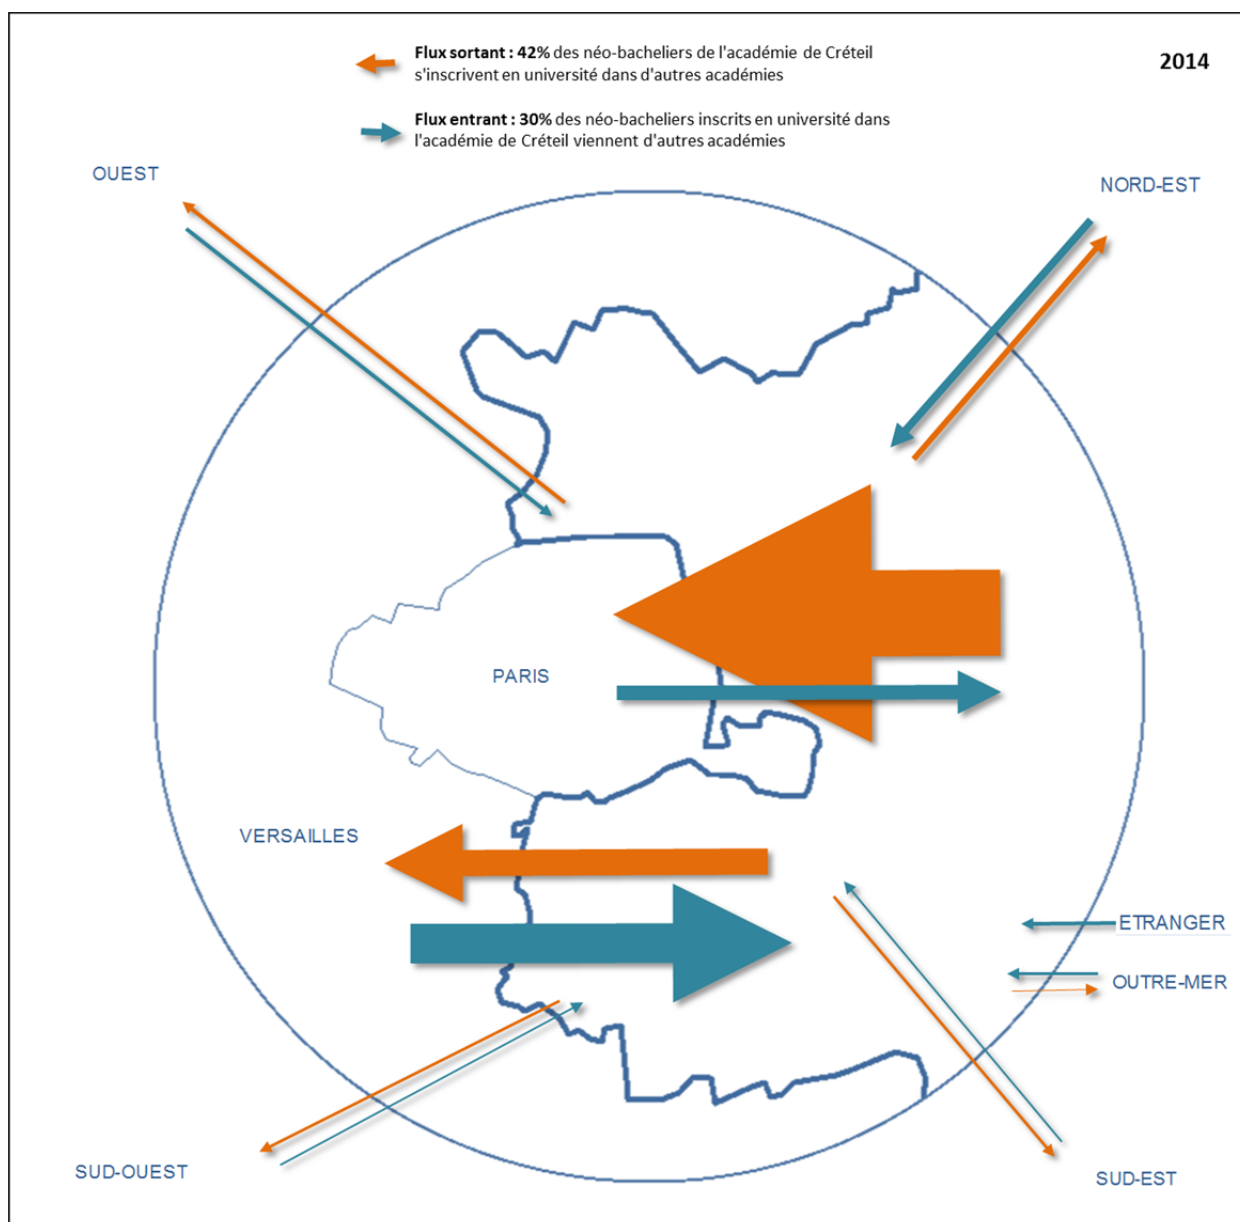 Flux sortant : 42% des néo-bacheliers de l'académie de Créteil
s'inscrivent en université dans d'autres académies
2014
Flux entrant : 30% des néo-bacheliers inscrits en université dans
l'académie de Créteil viennent d'autres académies
OUEST
NORD-EST
PARIS
VERSAILLES
ETRANGER
OUTRE-MER
SUD-OUEST
SUD-EST